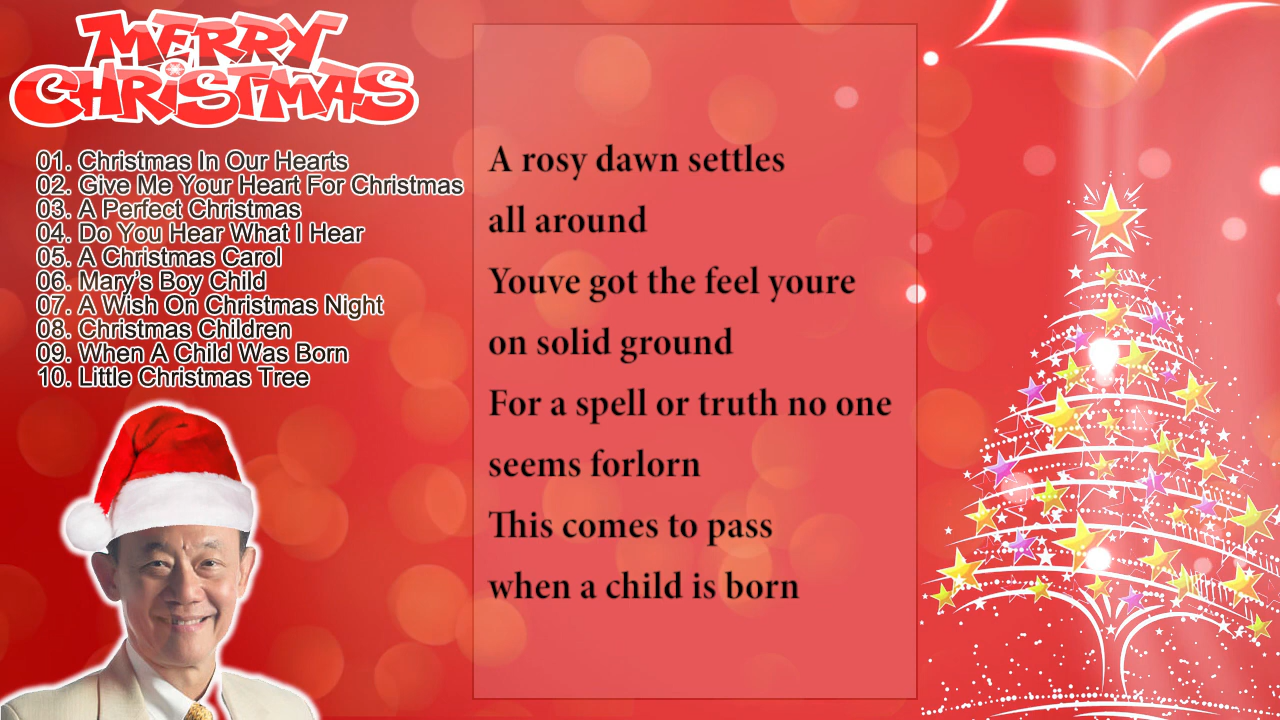 MERRY
CHRISTMAS
01. Christmas In Our Hearts
02. Give Me Your Heart For Christmas
03. A Perfect Christmas
04. Do You Hear What I Hear
05. A Christmas Carol
06. Mary's Boy Child
07. A Wish On Christmas Night
08. Christmas Children
09. When A Child Was Born
10. Little Christmas Tree
A rosy dawn settles
all around
Youve got the feel youre
on solid ground
For a spell or truth no one
seems forlorn
This comes to pass
when a child is born